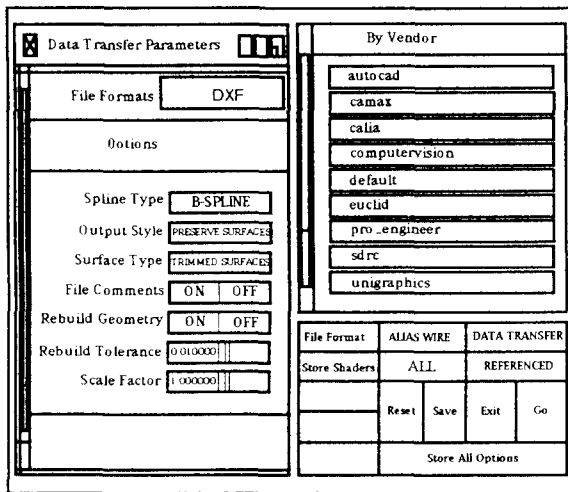 Data Transfer Parameters
File Formats DXF
Options
Spline Type B-SPLINE
Output Style PRESERVE SURFACES
Surface Type TRIMMED SURFACES
File Comments ON OFF
Rebuild Geometry ON OFF
Rebuild Tolerance 0.010000
Scale Factor 1.000000
By Vendor
autocad
camax
calia
computervision
default
euclid
pro_engineer
sdrc
unigraphics
File Format ALIAS WIRE DATA TRANSFER
Store Shaders ALL REFERENCED
Reset Save Exit Go
Store All Options